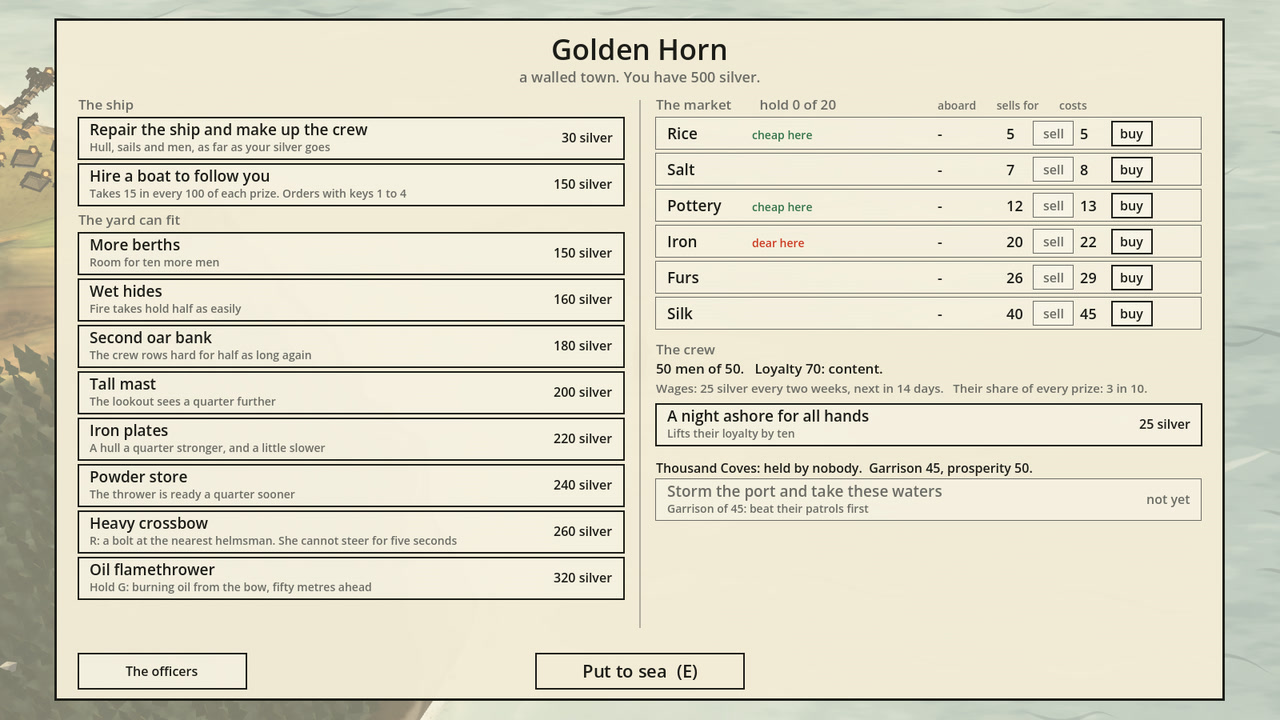 Golden Horn
a walled town. You have 500 silver.
The ship
Repair the ship and make up the crew
Hull, sails and men, as far as your silver goes
30 silver
Hire a boat to follow you
Takes 15 in every 100 of each prize. Orders with keys 1 to 4
150 silver
The yard can fit
More berths
Room for ten more men
150 silver
Wet hides
Fire takes hold half as easily
160 silver
Second oar bank
The crew rows hard for half as long again
180 silver
Tall mast
The lookout sees a quarter further
200 silver
Iron plates
A hull a quarter stronger, and a little slower
220 silver
Powder store
The thrower is ready a quarter sooner
240 silver
Heavy crossbow
R: a bolt at the nearest helmsman. She cannot steer for five seconds
260 silver
Oil flamethrower
Hold G: burning oil from the bow, fifty metres ahead
320 silver
The market hold 0 of 20 aboard sells for costs
Rice cheap here - 5 sell 5 buy
Salt - 7 sell 8 buy
Pottery cheap here - 12 sell 13 buy
Iron dear here - 20 sell 22 buy
Furs - 26 sell 29 buy
Silk - 40 sell 45 buy
The crew
50 men of 50. Loyalty 70: content.
Wages: 25 silver every two weeks, next in 14 days. Their share of every prize: 3 in 10.
A night ashore for all hands
Lifts their loyalty by ten
25 silver
Thousand Coves: held by nobody. Garrison 45, prosperity 50.
Storm the port and take these waters
Garrison of 45: beat their patrols first
not yet
The officers
Put to sea (E)